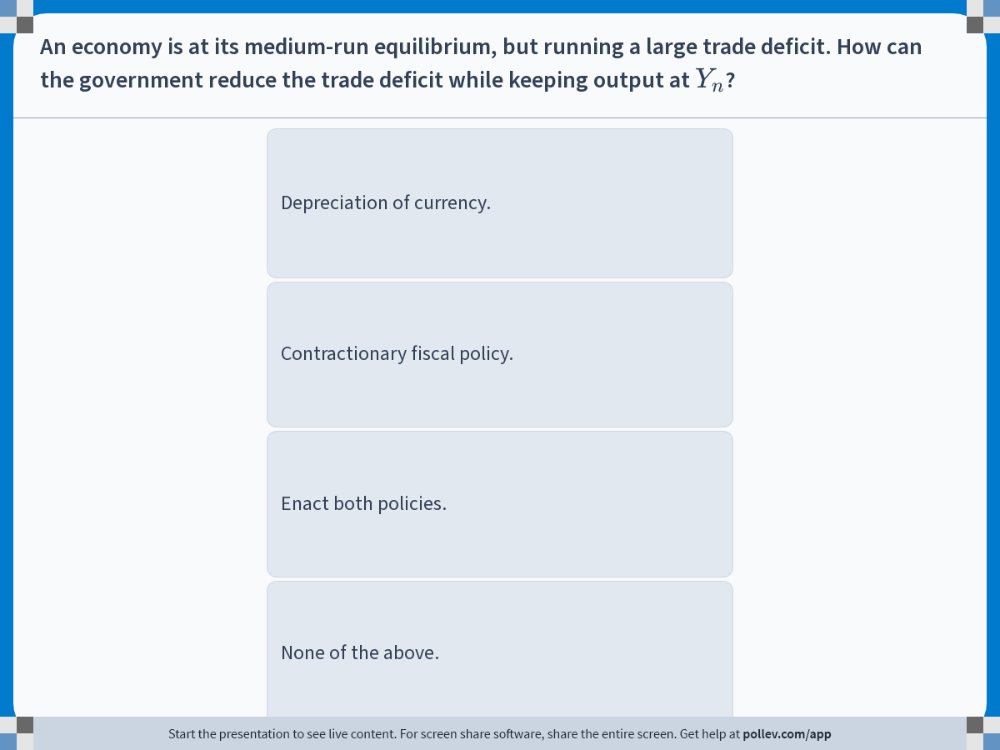 An economy is at its medium-run equilibrium, but running a large trade deficit. How can
the government reduce the trade deficit while keeping output at Yₙ?
Depreciation of currency.
Contractionary fiscal policy.
Enact both policies.
None of the above.
Start the presentation to see live content. For screen share software, share the entire screen. Get help at pollev.com/app